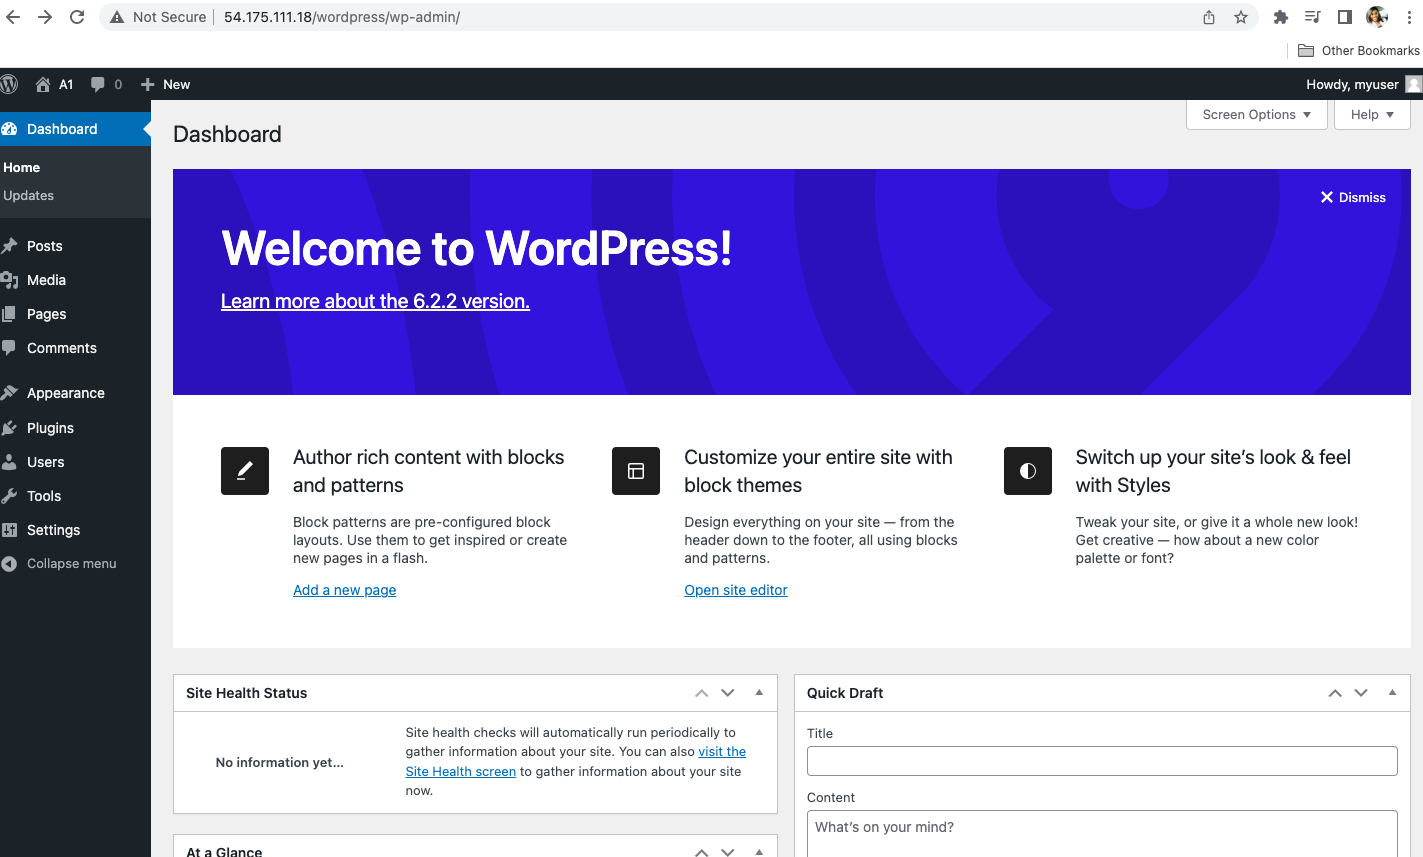 Not Secure 54.175.111.18/wordpress/wp-admin/
Other Bookmarks
A1 0 New
Howdy, myuser
Dashboard
Home
Updates
Posts
Media
Pages
Comments
Appearance
Plugins
Users
Tools
Settings
Collapse menu
Dashboard
Screen Options
Help
Dismiss
Welcome to WordPress!
Learn more about the 6.2.2 version.
Author rich content with blocks
and patterns
Block patterns are pre-configured block
layouts. Use them to get inspired or create
new pages in a flash.
Add a new page
Customize your entire site with
block themes
Design everything on your site — from the
header down to the footer, all using blocks
and patterns.
Open site editor
Switch up your site’s look & feel
with Styles
Tweak your site, or give it a whole new look!
Get creative — how about a new color
palette or font?
Site Health Status
No information yet...
Site health checks will automatically run periodically to
gather information about your site. You can also visit the
Site Health screen to gather information about your site
now.
At a Glance
Quick Draft
Title
Content
What’s on your mind?